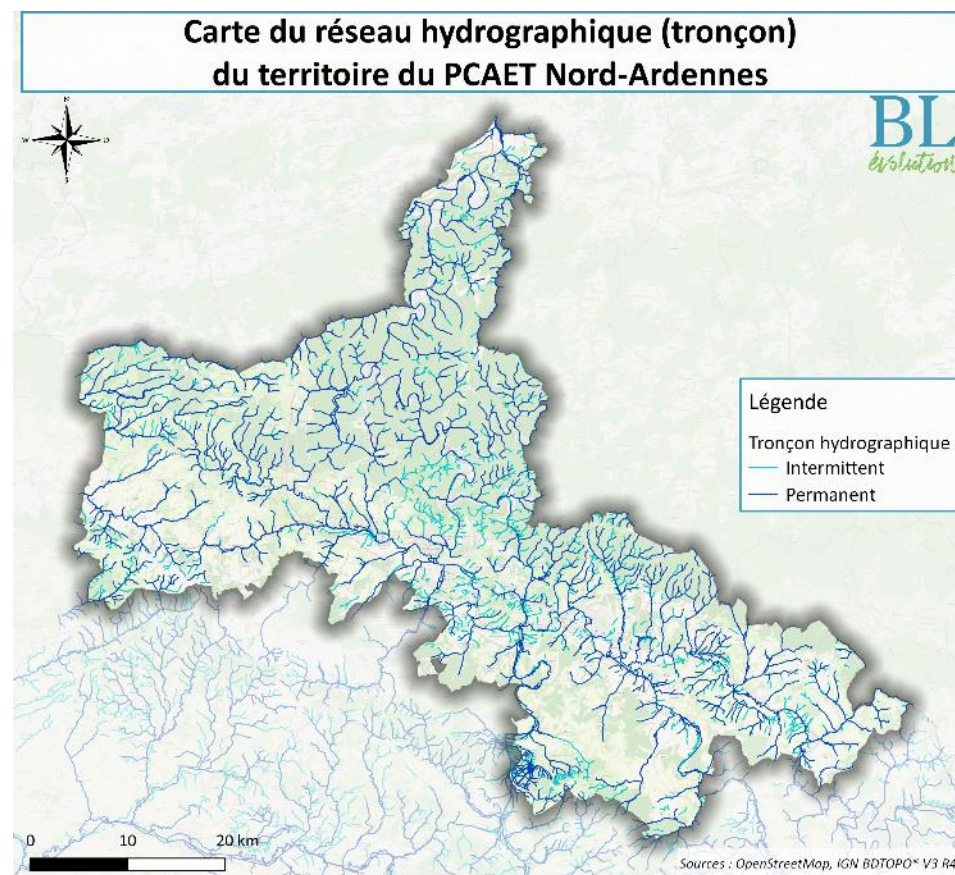 Carte du réseau hydrographique (tronçon)
du territoire du PCAET Nord-Ardennes
N
W
S
BL
évolution
Légende
Tronçon hydrographique
Intermittent
Permanent
0 10 20 km
Sources : OpenStreetMap, IGN BDTOPO® V3 R4